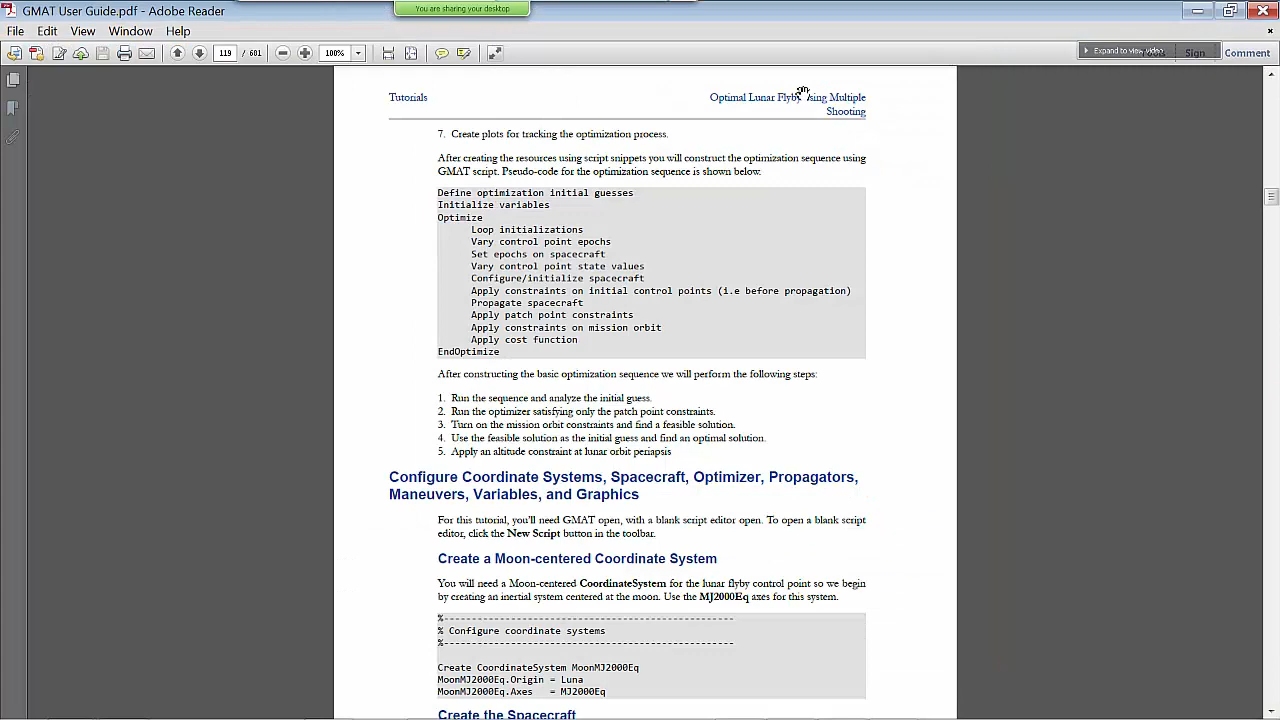 GMAT User Guide.pdf - Adobe Reader
You are sharing your desktop
File Edit View Window Help
119 / 681
100%
Expand to view video
Sign
Comment
Tutorials
Optimal Lunar Flyby using Multiple
Shooting
7. Create plots for tracking the optimization process.
After creating the resources using script snippets you will construct the optimization sequence using
GMAT script. Pseudo-code for the optimization sequence is shown below.
Define optimization initial guesses
Initialize variables
Optimize
Loop initializations
Vary control point epochs
Set epochs on spacecraft
Vary control point state values
Configure/initialize spacecraft
Apply constraints on initial control points (i.e before propagation)
Propagate spacecraft
Apply patch point constraints
Apply constraints on mission orbit
Apply cost function
EndOptimize
After constructing the basic optimization sequence we will perform the following steps:
1. Run the sequence and analyze the initial guess.
2. Run the optimizer satisfying only the patch point constraints.
3. Turn on the mission orbit constraints and find a feasible solution.
4. Use the feasible solution as the initial guess and find an optimal solution.
5. Apply an altitude constraint at lunar orbit periapsis
Configure Coordinate Systems, Spacecraft, Optimizer, Propagators,
Maneuvers, Variables, and Graphics
For this tutorial, you'll need GMAT open, with a blank script editor open. To open a blank script
editor, click the New Script button in the toolbar.
Create a Moon-centered Coordinate System
You will need a Moon-centered CoordinateSystem for the lunar flyby control point so we begin
by creating an inertial system centered at the moon. Use the MJ2000Eq axes for this system.
%----------------------------------------------------
% Configure coordinate systems
%----------------------------------------------------
Create CoordinateSystem MoonMJ2000Eq
MoonMJ2000Eq.Origin = Luna
MoonMJ2000Eq.Axes   = MJ2000Eq
Create the Spacecraft